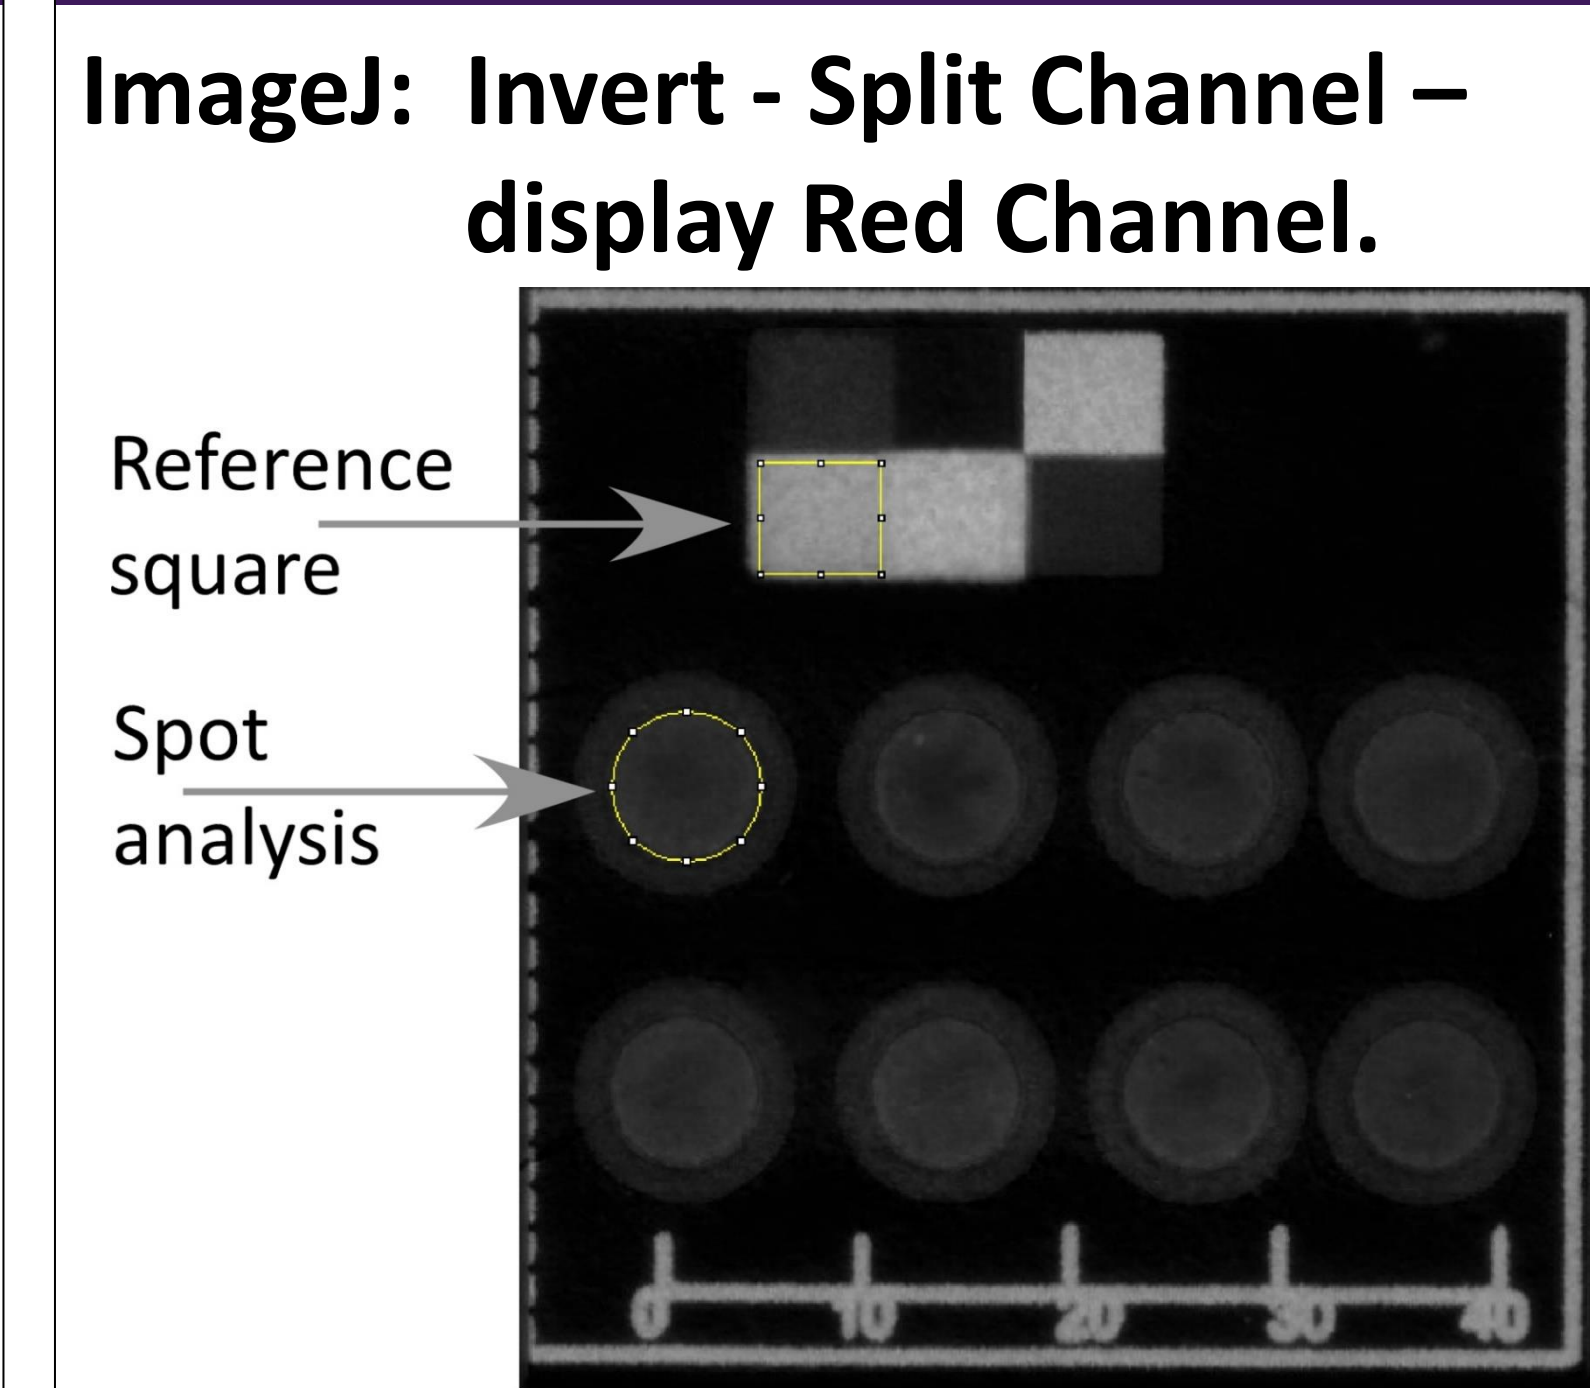 ImageJ: Invert - Split Channel –
display Red Channel.
Reference
square
Spot
analysis
0 10 20 30 40